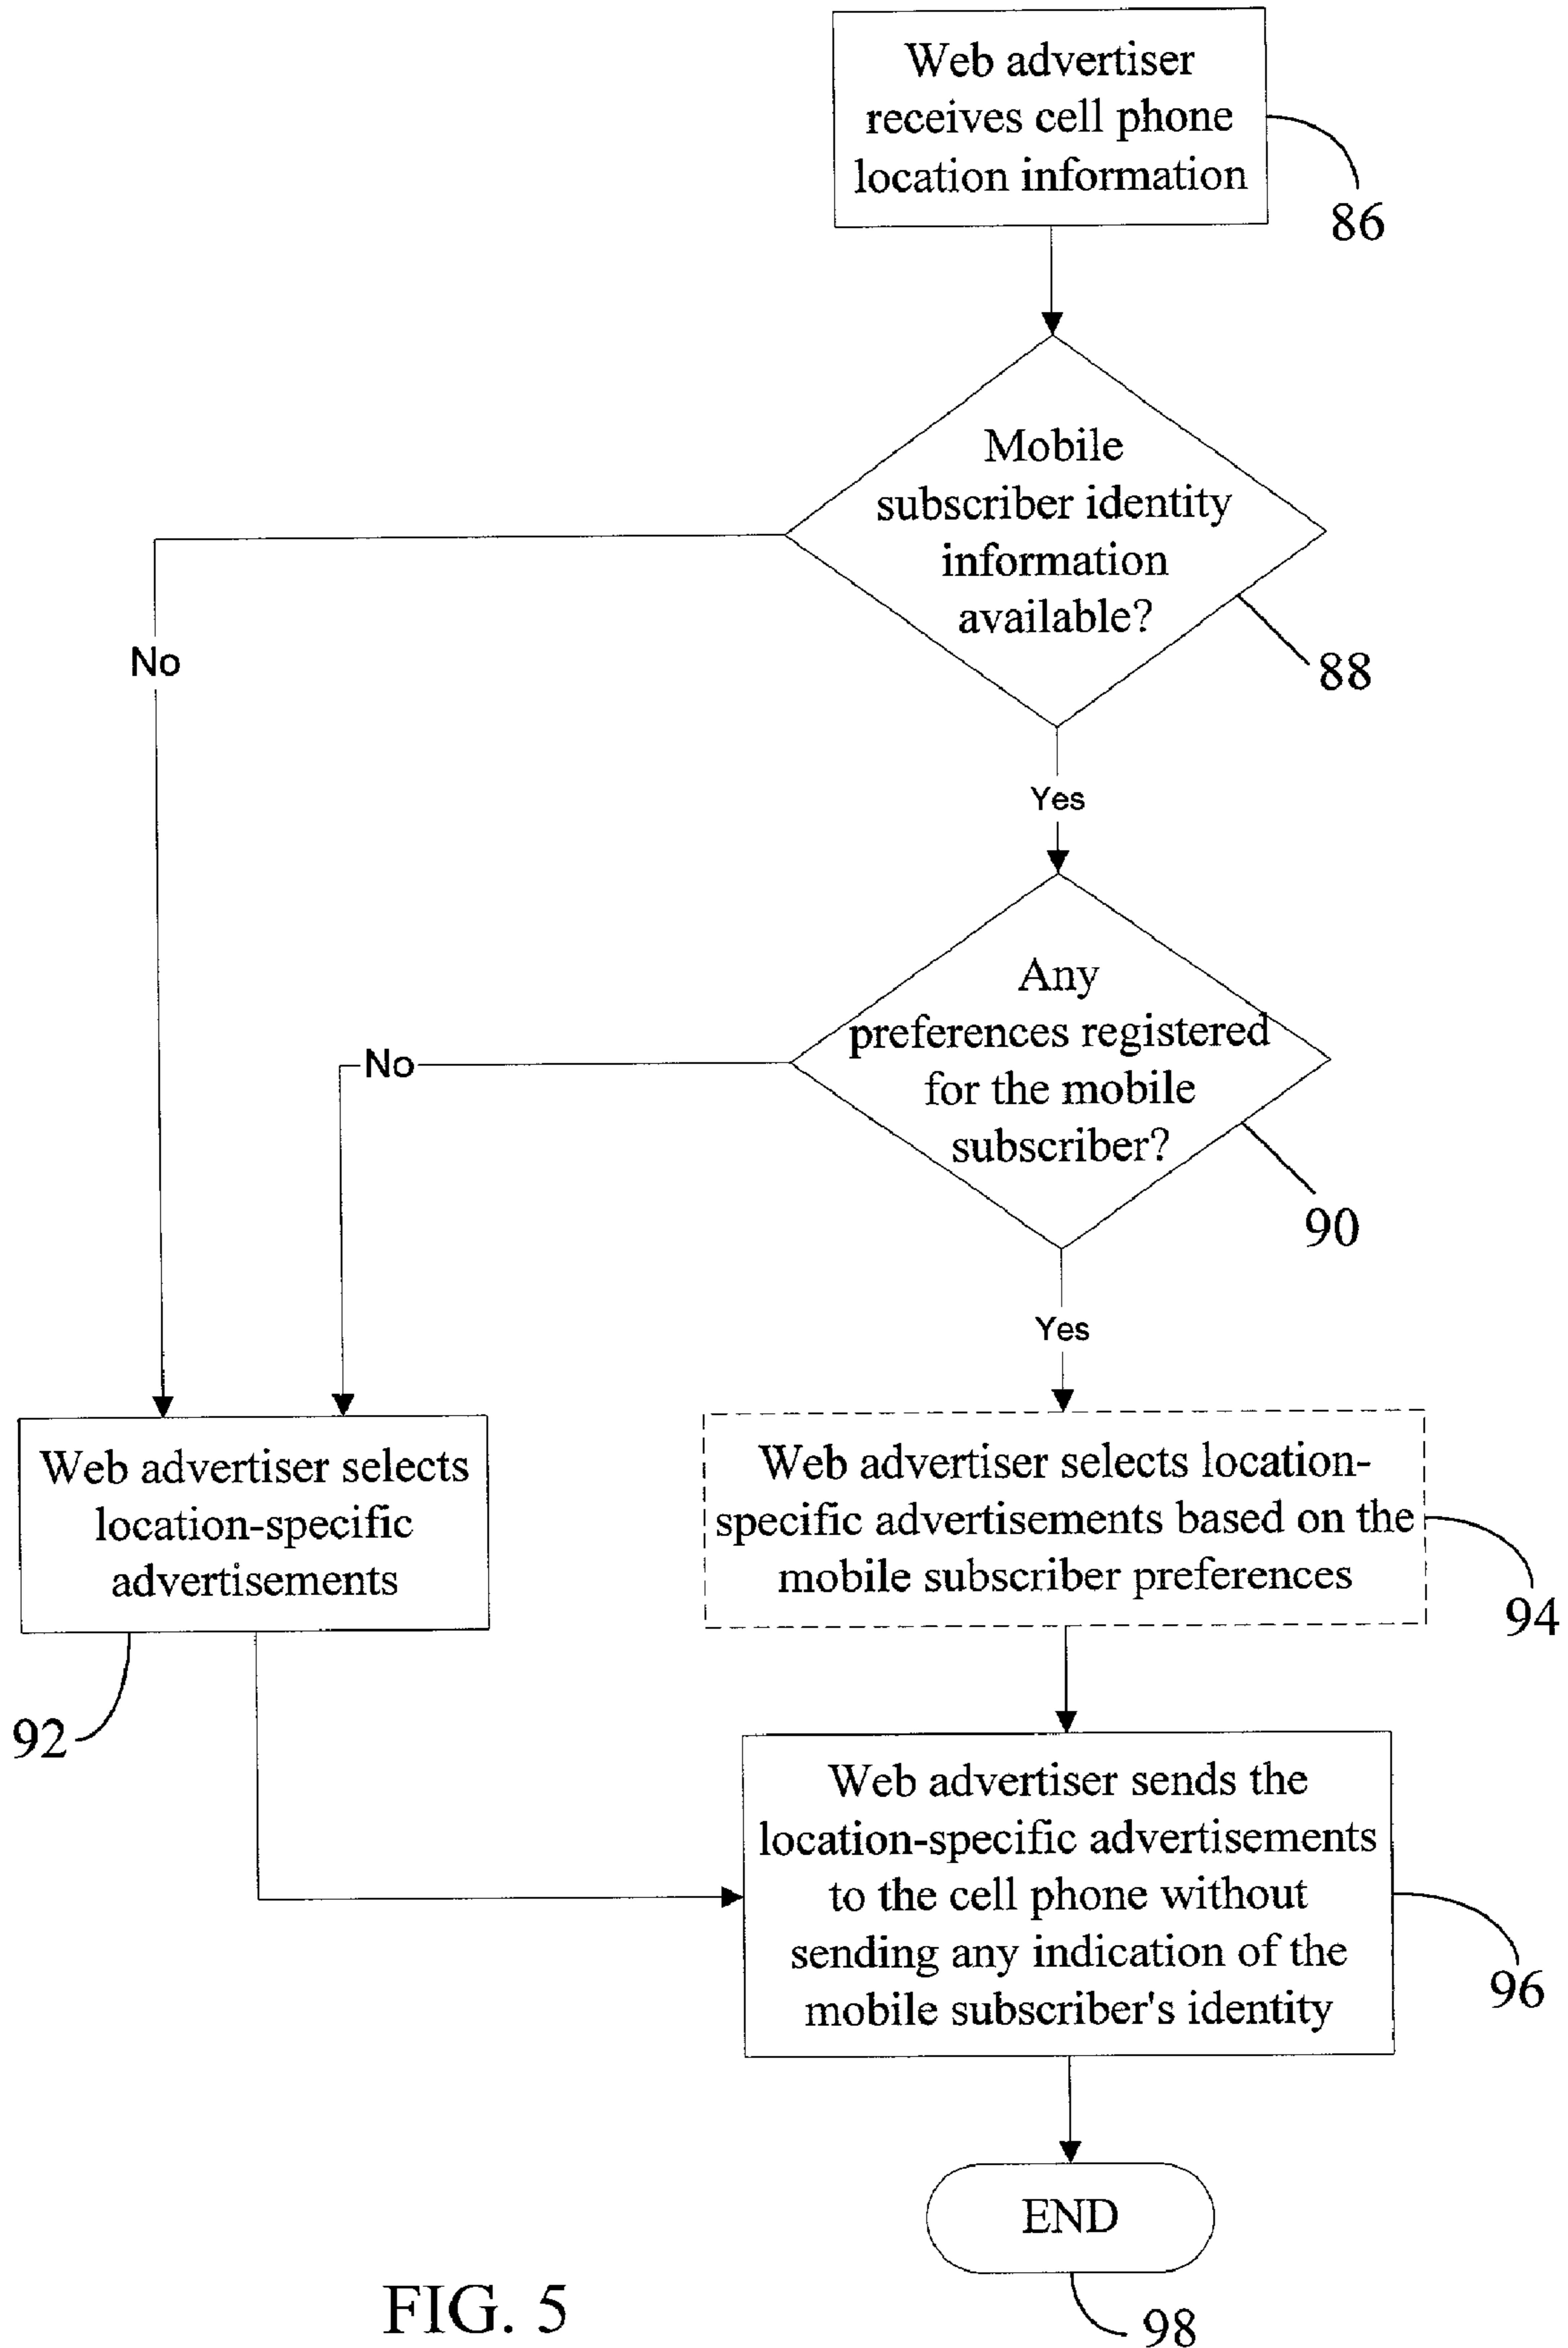 Web advertiser
receives cell phone
location information
86
Mobile
subscriber identity
information
available?
88
No
Yes
Any
preferences registered
for the mobile
subscriber?
90
No
Yes
Web advertiser selects
location-specific
advertisements
92
Web advertiser selects location-
specific advertisements based on the
mobile subscriber preferences
94
Web advertiser sends the
location-specific advertisements
to the cell phone without
sending any indication of the
mobile subscriber's identity
96
END
98
FIG. 5